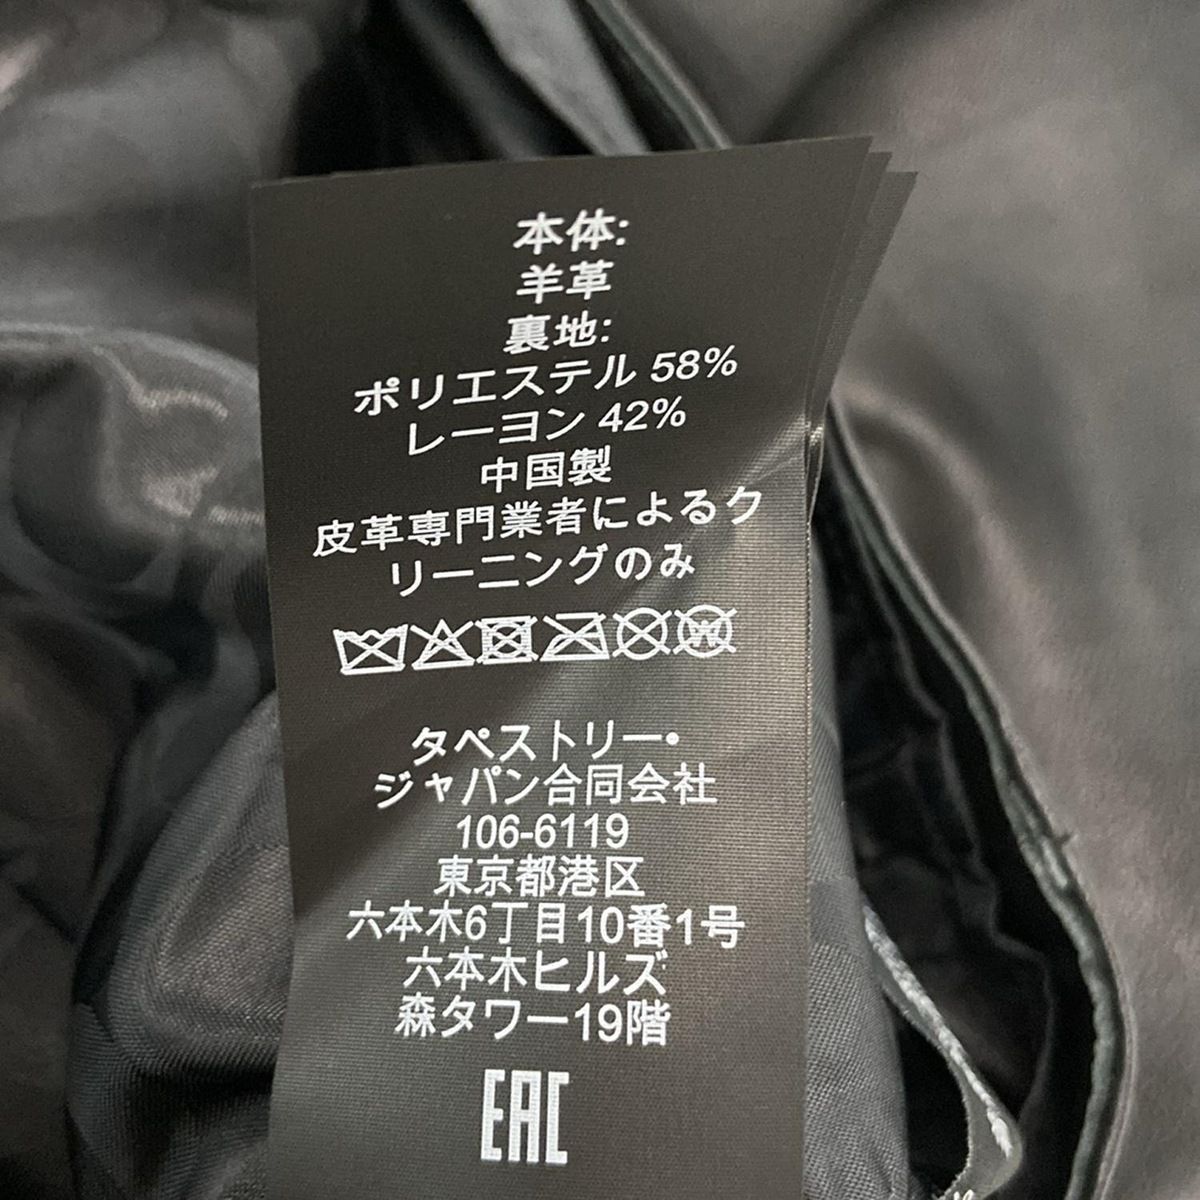 本体:
羊革
裏地:
ポリエステル 58%
レーヨン 42%
中国製
皮革専門業者によるク
リーニングのみ
タペストリー・
ジャパン合同会社
106-6119
東京都港区
六本木6丁目10番1号
六本木ヒルズ
森タワー19階
EAC